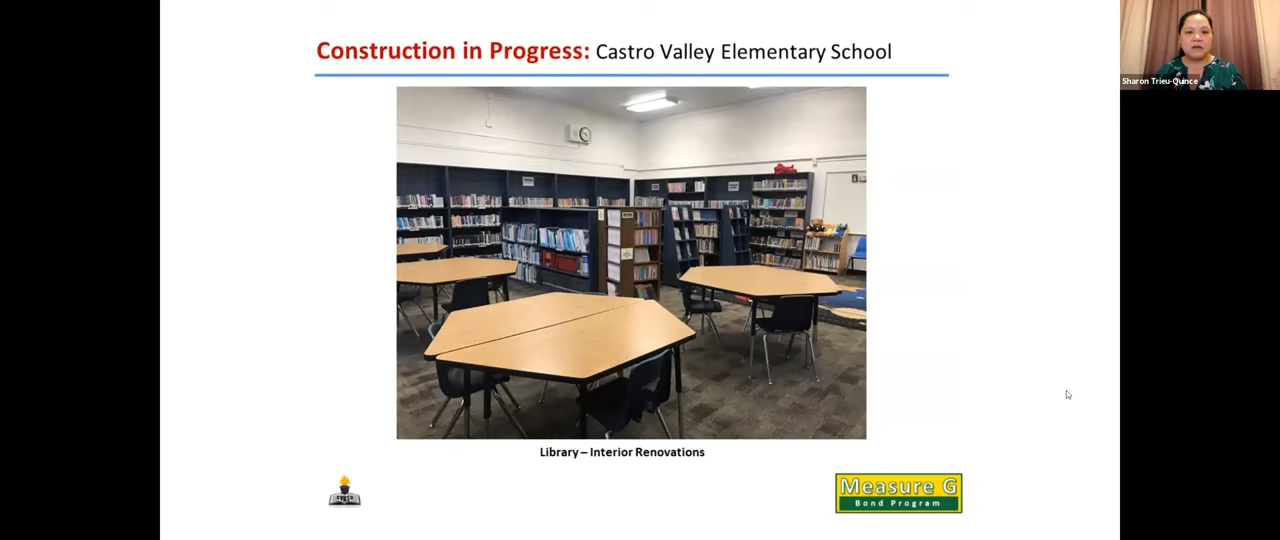 Construction in Progress: Castro Valley Elementary School
Sharon Trieu-Quince
Library – Interior Renovations
Measure G
Bond Program